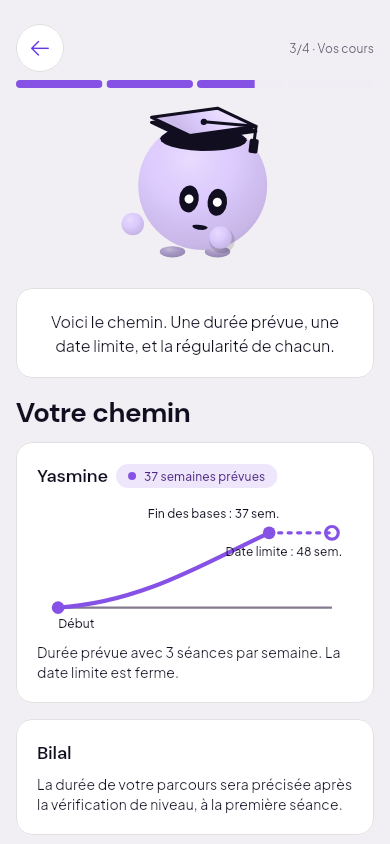 3/4 · Vos cours
Voici le chemin. Une durée prévue, une
date limite, et la régularité de chacun.
Votre chemin
Yasmine
37 semaines prévues
Fin des bases : 37 sem.
Date limite : 48 sem.
Début
Durée prévue avec 3 séances par semaine. La
date limite est ferme.
Bilal
La durée de votre parcours sera précisée après
la vérification de niveau, à la première séance.